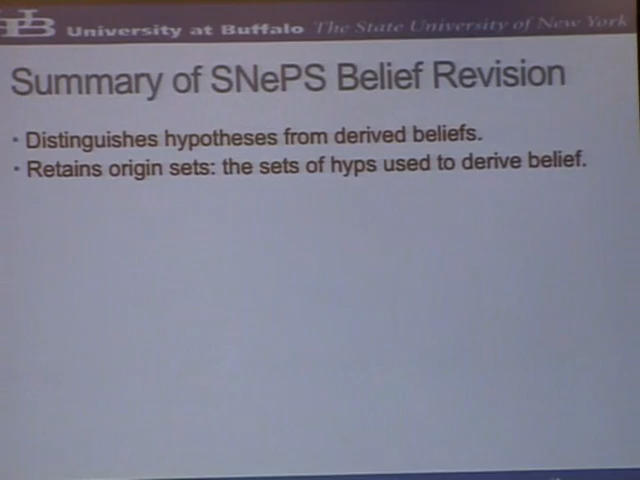 UB University at Buffalo The State University of New York
Summary of SNePS Belief Revision
· Distinguishes hypotheses from derived beliefs.
· Retains origin sets: the sets of hyps used to derive belief.